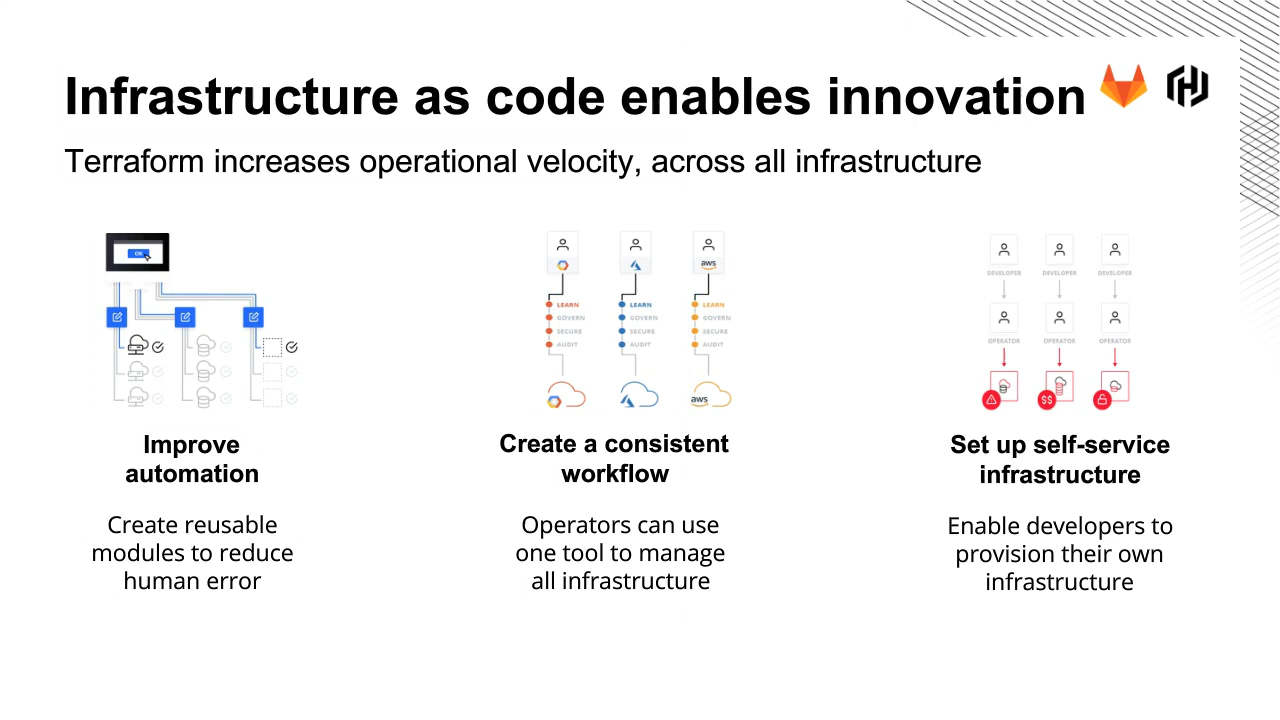 Infrastructure as code enables innovation
Terraform increases operational velocity, across all infrastructure
OK
aws
LEARN
GOVERN
SECURE
AUDIT
LEARN
GOVERN
SECURE
AUDIT
LEARN
GOVERN
SECURE
AUDIT
aws
DEVELOPER
DEVELOPER
DEVELOPER
OPERATOR
OPERATOR
OPERATOR
$$
Improve
automation
Create reusable
modules to reduce
human error
Create a consistent
workflow
Operators can use
one tool to manage
all infrastructure
Set up self-service
infrastructure
Enable developers to
provision their own
infrastructure